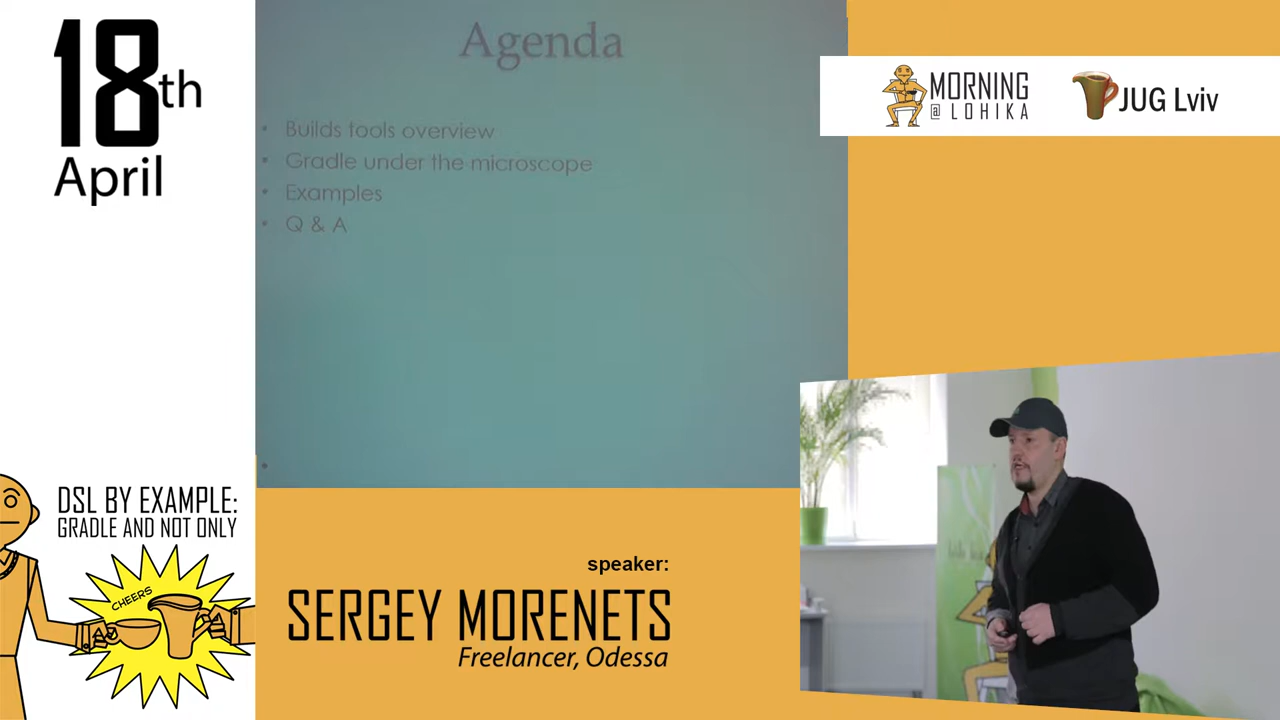 18th
April
Agenda
• Builds tools overview
• Gradle under the microscope
• Examples
• Q & A
•
MORNING
@ LOHIKA
JUG Lviv
DSL BY EXAMPLE:
GRADLE AND NOT ONLY
CHEERS
speaker:
SERGEY MORENETS
Freelancer, Odessa